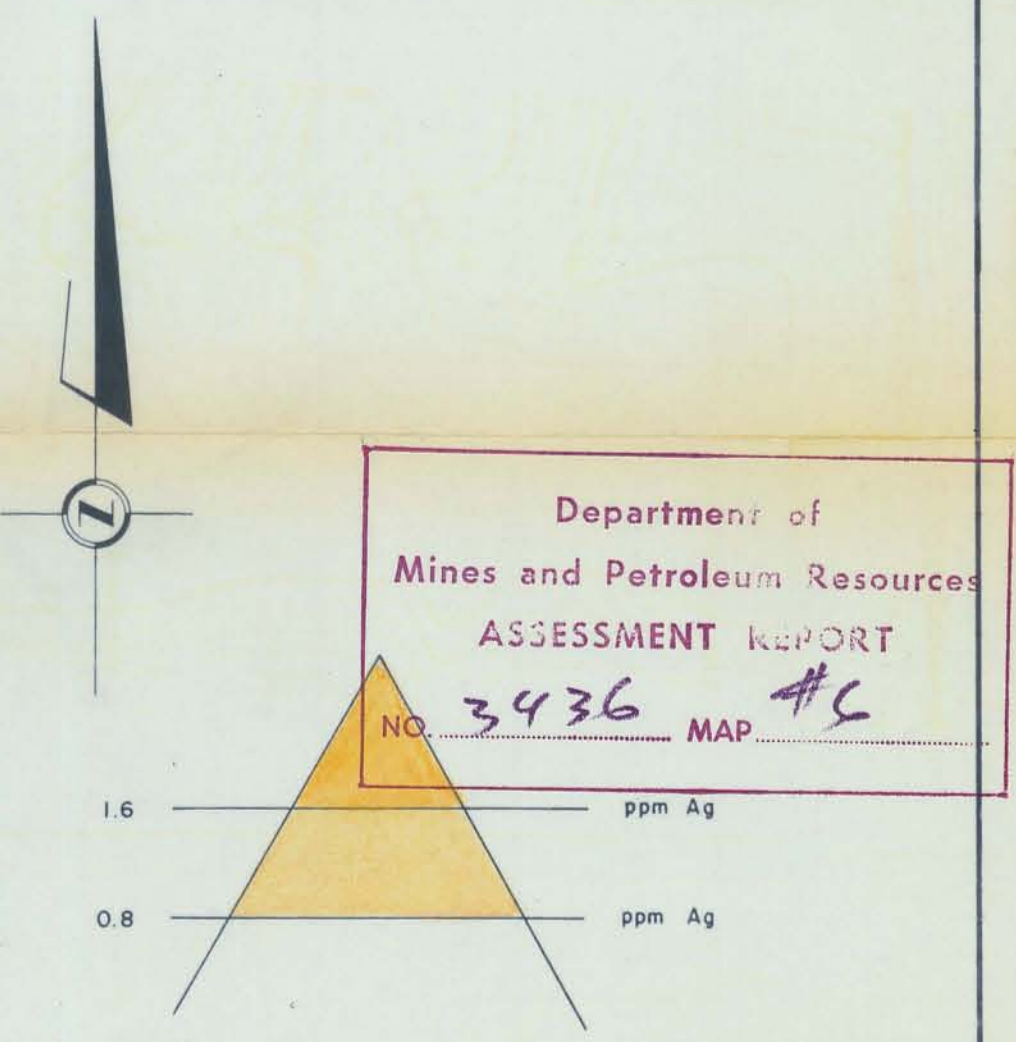 N
Department of
Mines and Petroleum Resources
ASSESSMENT REPORT
NO. 3436 MAP #6
1.6 ppm Ag
0.8 ppm Ag